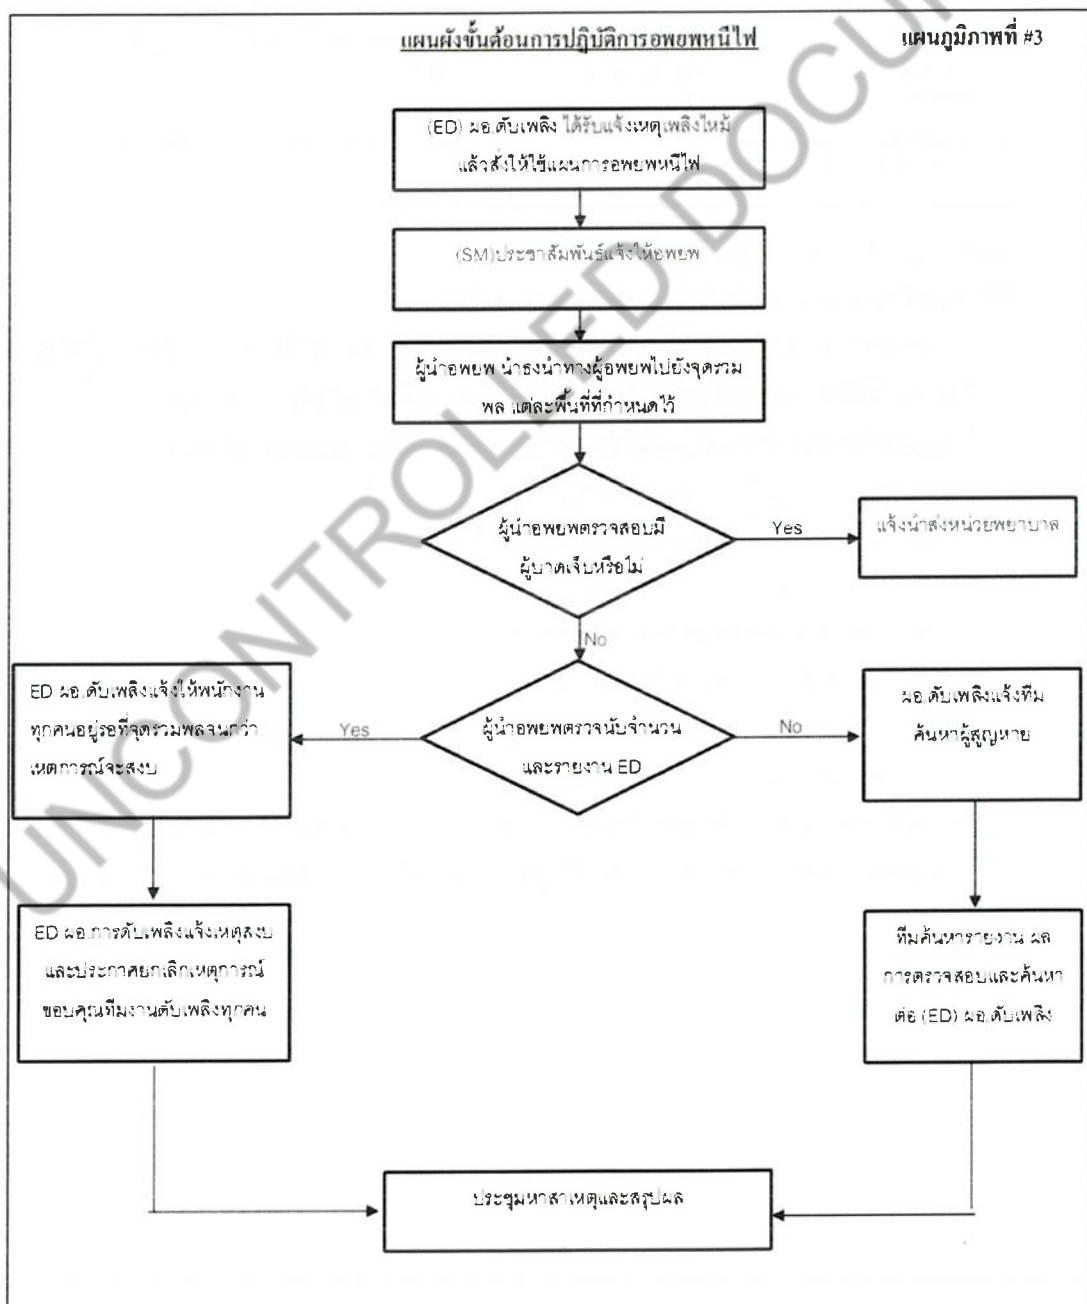 แผนผังขั้นตอนการปฏิบัติการอพยพหนีไฟ
แผนภูมิภาพที่ #3
(ED) ผอ.ดับเพลิง ได้รับแจ้งเหตุเพลิงไหม้
แล้วสั่งให้ใช้แผนการอพยพหนีไฟ
(SM)ประชาสัมพันธ์แจ้งให้อพยพ
ผู้นำอพยพ นำธงนำทางผู้อพยพไปยังจุดรวม
พล แต่ละพื้นที่ที่กำหนดไว้
ผู้นำอพยพตรวจสอบมี
ผู้บาดเจ็บหรือไม่
Yes
แจ้งนำส่งหน่วยพยาบาล
No
ED ผอ.ดับเพลิงแจ้งให้พนักงาน
ทุกคนอยู่รอที่จุดรวมพลจนกว่า
เหตุการณ์จะสงบ
Yes
ผู้นำอพยพตรวจนับจำนวน
และรายงาน ED
No
ผอ.ดับเพลิงแจ้งทีม
ค้นหาผู้สูญหาย
ED ผอ.การดับเพลิงแจ้งเหตุสงบ
และประกาศยกเลิกเหตุการณ์
ขอบคุณทีมงานดับเพลิงทุกคน
ทีมค้นหารายงาน ผล
การตรวจสอบและค้นหา
ต่อ (ED) ผอ.ดับเพลิง
ประชุมหาสาเหตุและสรุปผล
UNCONTROLLED DOCU